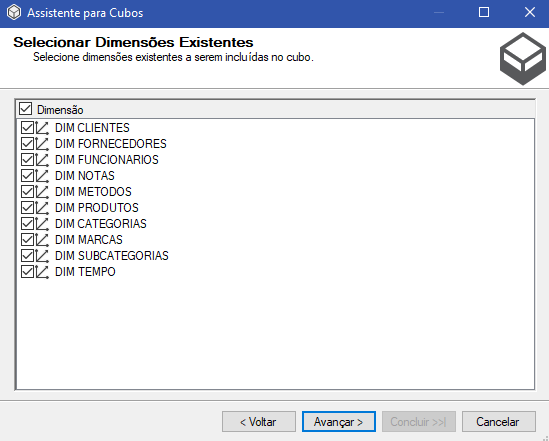 Assistente para Cubos
Selecionar Dimensões Existentes
Selecione dimensões existentes a serem incluídas no cubo.
Dimensão
DIM CLIENTES
DIM FORNECEDORES
DIM FUNCIONARIOS
DIM NOTAS
DIM METODOS
DIM PRODUTOS
DIM CATEGORIAS
DIM MARCAS
DIM SUBCATEGORIAS
DIM TEMPO
< Voltar
Avançar >
Concluir >>|
Cancelar